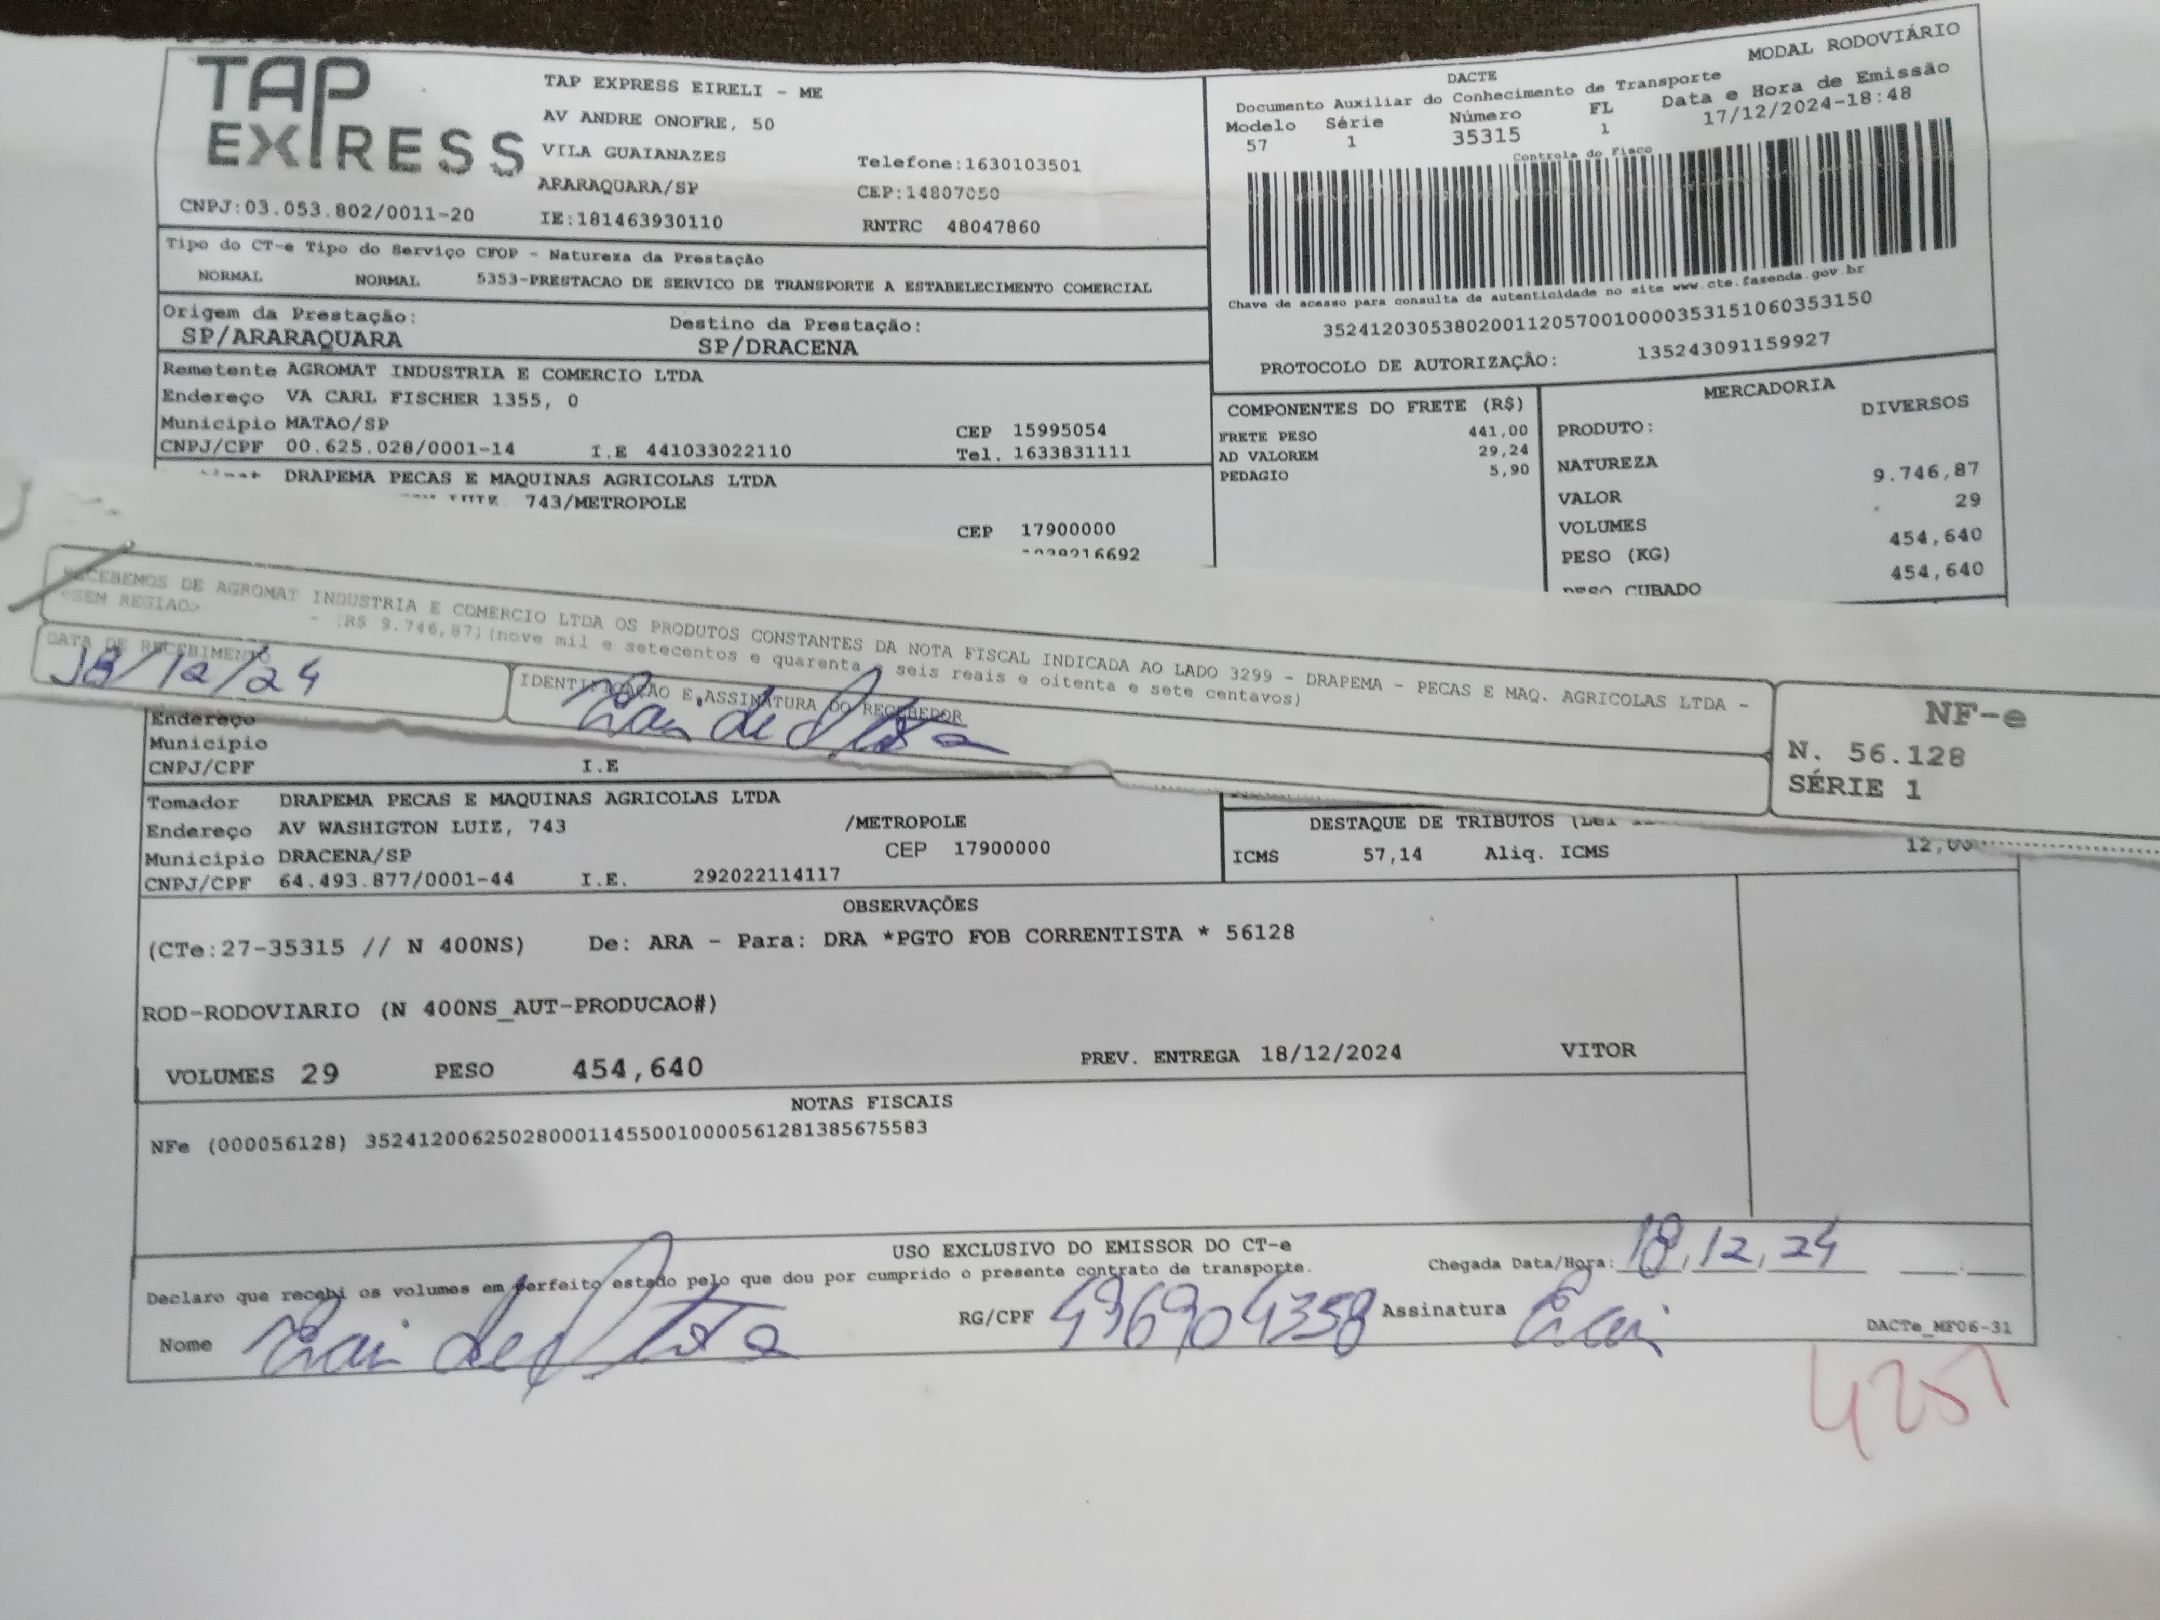 TAP EXPRESS
TAP EXPRESS EIRELI - ME
AV ANDRE ONOFRE, 50
VILA GUAIANAZES
Telefone:1630103501
ARARAQUARA/SP
CEP:14807050
CNPJ:03.053.802/0011-20
IE:181463930110
RNTRC 48047860
DACTE
MODAL RODOVIÁRIO
Documento Auxiliar do Conhecimento de Transporte
Modelo Série Número FL Data e Hora de Emissão
57 1 35315 1 17/12/2024-18:48
Controle do Fisco
Chave de acesso para consulta de autenticidade no site www.cte.fazenda.gov.br
35241203053802001120570010000353151060353150
PROTOCOLO DE AUTORIZAÇÃO: 135243091159927
Tipo do CT-e Tipo do Serviço CFOP - Natureza da Prestação
NORMAL NORMAL 5353-PRESTACAO DE SERVICO DE TRANSPORTE A ESTABELECIMENTO COMERCIAL
Origem da Prestação: Destino da Prestação:
SP/ARARAQUARA SP/DRACENA
Remetente AGROMAT INDUSTRIA E COMERCIO LTDA
Endereço VA CARL FISCHER 1355, 0
Municipio MATAO/SP CEP 15995054
CNPJ/CPF 00.625.028/0001-14 I.E 441033022110 Tel. 1633831111
DRAPEMA PECAS E MAQUINAS AGRICOLAS LTDA
743/METROPOLE
CEP 17900000
COMPONENTES DO FRETE (R$)
FRETE PESO 441,00
AD VALOREM 29,24
PEDAGIO 5,90
MERCADORIA
PRODUTO: DIVERSOS
NATUREZA
VALOR 9.746,87
VOLUMES 29
PESO (KG) 454,640
PESO CUBADO 454,640
RECEBEMOS DE AGROMAT INDUSTRIA E COMERCIO LTDA OS PRODUTOS CONSTANTES DA NOTA FISCAL INDICADA AO LADO 3299 - DRAPEMA - PECAS E MAQ. AGRICOLAS LTDA -
<SEM REGIAO> - (R$ 9.746,87)(nove mil e setecentos e quarenta e seis reais e oitenta e sete centavos)
DATA DE RECEBIMENTO
18/12/24
IDENTIFICAÇÃO E ASSINATURA DO RECEBEDOR
NF-e
N. 56.128
SÉRIE 1
Endereço
Municipio
CNPJ/CPF I.E
Tomador DRAPEMA PECAS E MAQUINAS AGRICOLAS LTDA
Endereço AV WASHIGTON LUIZ, 743 /METROPOLE
Municipio DRACENA/SP CEP 17900000
CNPJ/CPF 64.493.877/0001-44 I.E. 292022114117
DESTAQUE DE TRIBUTOS
ICMS 57,14 Aliq. ICMS 12,00
OBSERVAÇÕES
(CTe:27-35315 // N 400NS) De: ARA - Para: DRA *PGTO FOB CORRENTISTA * 56128
ROD-RODOVIARIO (N 400NS_AUT-PRODUCAO#)
VOLUMES 29 PESO 454,640 PREV. ENTREGA 18/12/2024 VITOR
NOTAS FISCAIS
NFe (000056128) 35241200625028000114550010000561281385675583
USO EXCLUSIVO DO EMISSOR DO CT-e
Declaro que recebi os volumes em perfeito estado pelo que dou por cumprido o presente contrato de transporte.
Chegada Data/Hora: 18,12,24
Nome
RG/CPF 496904358
Assinatura
DACTe_MF06-31